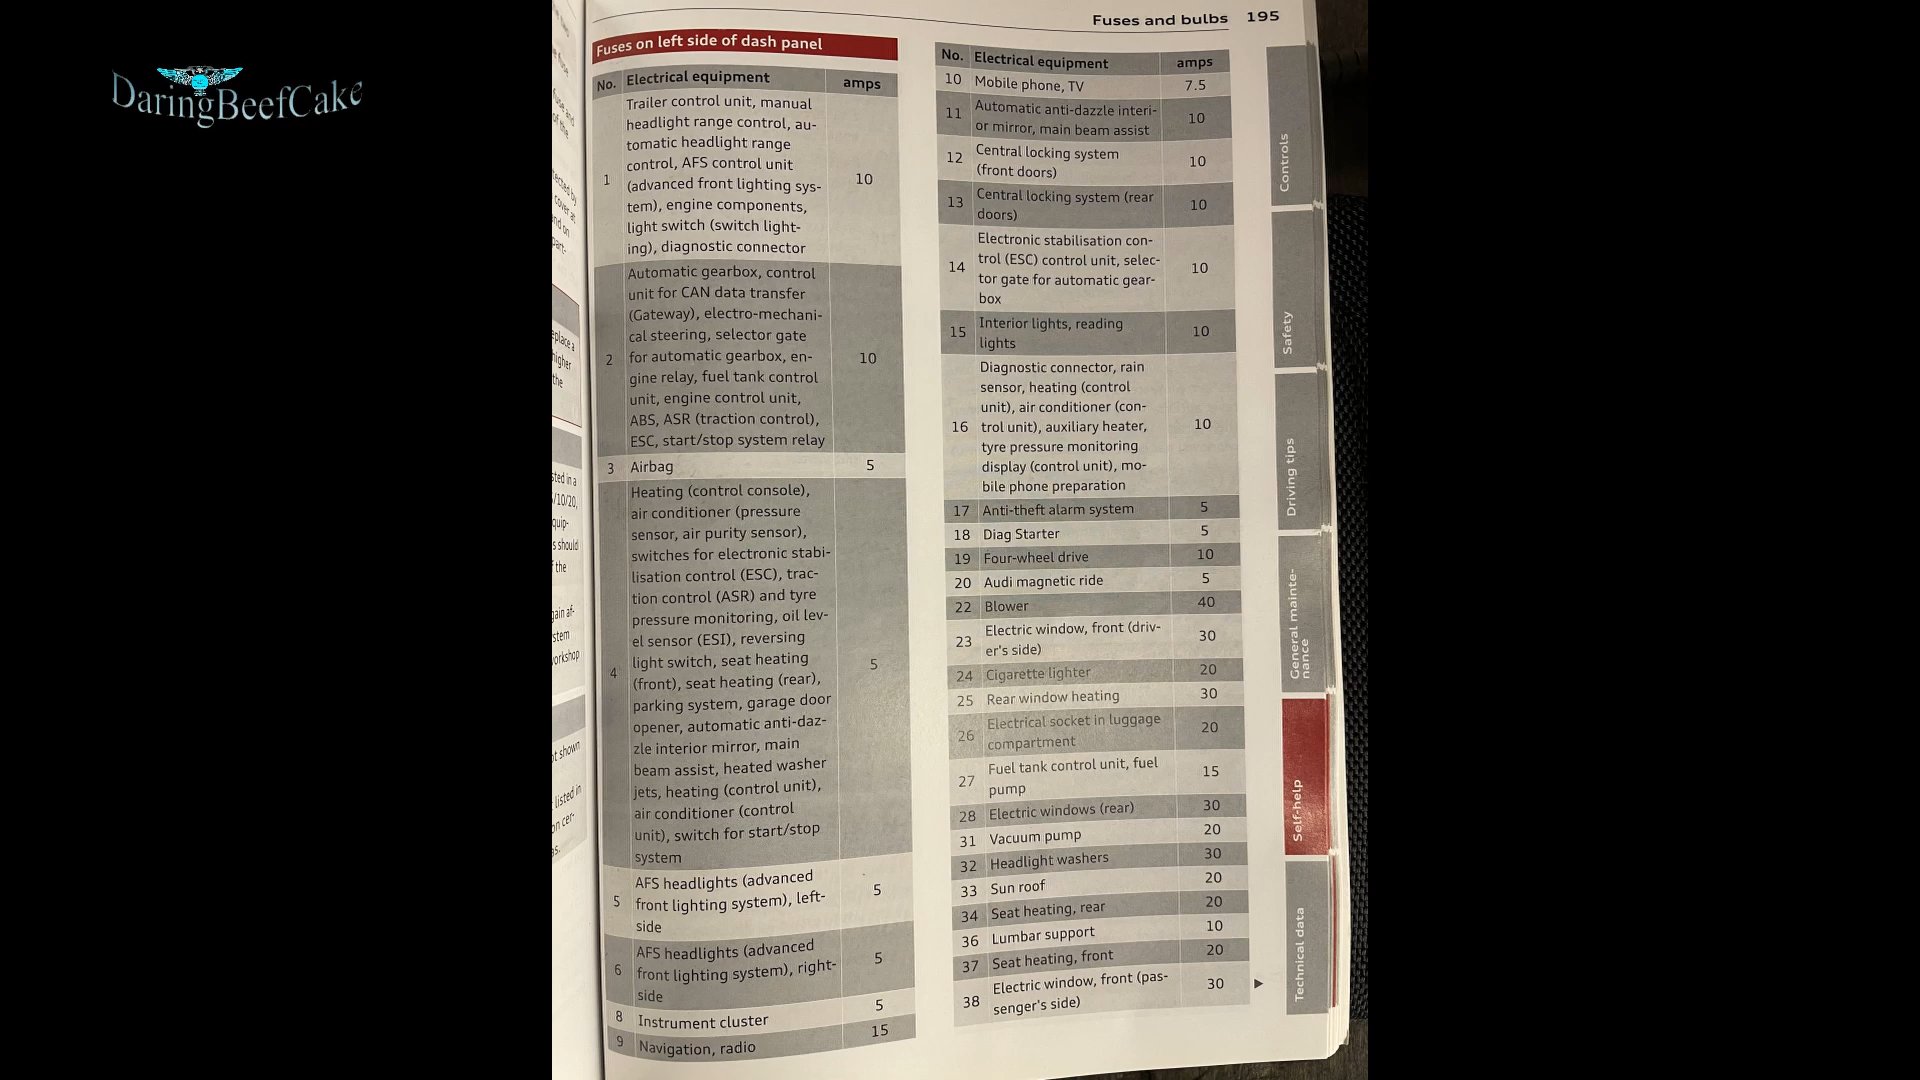 DaringBeefCake
Fuses and bulbs 195
Fuses on left side of dash panel
No. Electrical equipment amps
1 Trailer control unit, manual
headlight range control, au-
tomatic headlight range
control, AFS control unit
(advanced front lighting sys-
tem), engine components,
light switch (switch light-
ing), diagnostic connector 10
2 Automatic gearbox, control
unit for CAN data transfer
(Gateway), electro-mechani-
cal steering, selector gate
for automatic gearbox, en-
gine relay, fuel tank control
unit, engine control unit,
ABS, ASR (traction control),
ESC, start/stop system relay 10
3 Airbag 5
4 Heating (control console),
air conditioner (pressure
sensor, air purity sensor),
switches for electronic stabi-
lisation control (ESC), trac-
tion control (ASR) and tyre
pressure monitoring, oil lev-
el sensor (ESI), reversing
light switch, seat heating
(front), seat heating (rear),
parking system, garage door
opener, automatic anti-daz-
zle interior mirror, main
beam assist, heated washer
jets, heating (control unit),
air conditioner (control
unit), switch for start/stop
system 5
5 AFS headlights (advanced
front lighting system), left-
side 5
6 AFS headlights (advanced
front lighting system), right-
side 5
8 Instrument cluster 5
9 Navigation, radio 15
No. Electrical equipment amps
10 Mobile phone, TV 7.5
11 Automatic anti-dazzle interi-
or mirror, main beam assist 10
12 Central locking system
(front doors) 10
13 Central locking system (rear
doors) 10
14 Electronic stabilisation con-
trol (ESC) control unit, selec-
tor gate for automatic gear-
box 10
15 Interior lights, reading
lights 10
16 Diagnostic connector, rain
sensor, heating (control
unit), air conditioner (con-
trol unit), auxiliary heater,
tyre pressure monitoring
display (control unit), mo-
bile phone preparation 10
17 Anti-theft alarm system 5
18 Diag Starter 5
19 Four-wheel drive 10
20 Audi magnetic ride 5
22 Blower 40
23 Electric window, front (driv-
er's side) 30
24 Cigarette lighter 20
25 Rear window heating 30
26 Electrical socket in luggage
compartment 20
27 Fuel tank control unit, fuel
pump 15
28 Electric windows (rear) 30
31 Vacuum pump 20
32 Headlight washers 30
33 Sun roof 20
34 Seat heating, rear 20
36 Lumbar support 10
37 Seat heating, front 20
38 Electric window, front (pas-
senger's side) 30
Controls
Safety
Driving tips
General mainte-
nance
Self-help
Technical data